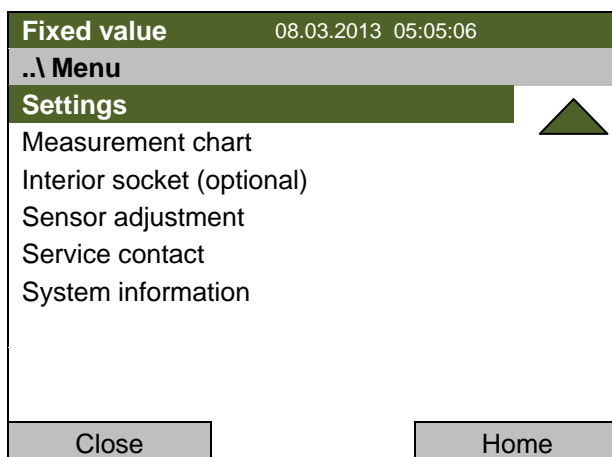 Fixed value 08.03.2013 05:05:06
..\ Menu
Settings
Measurement chart
Interior socket (optional)
Sensor adjustment
Service contact
System information
Close Home